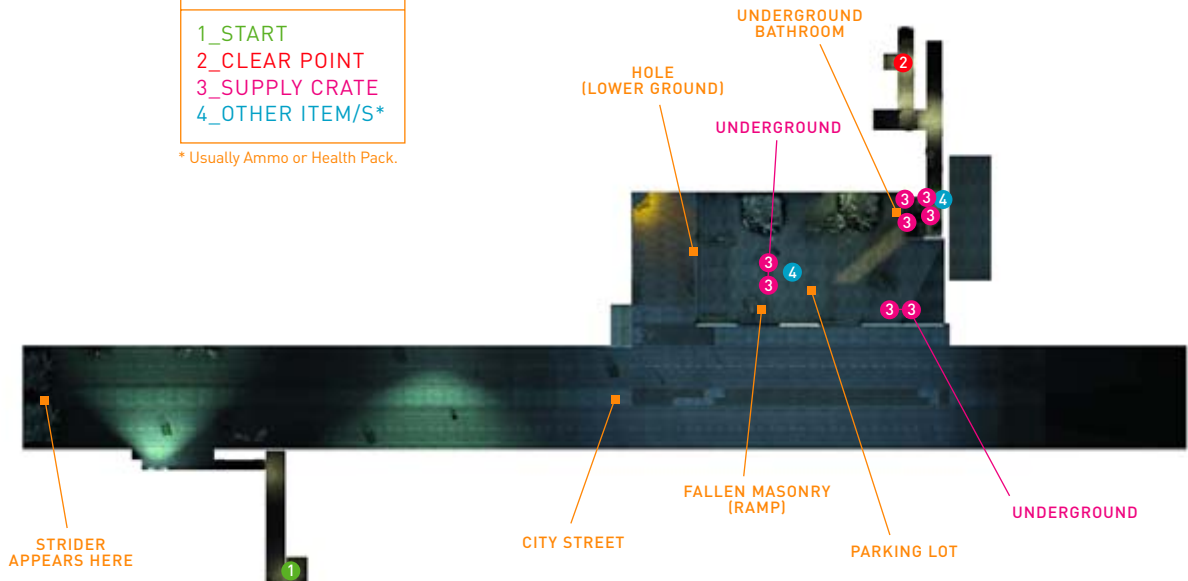 1_START
2_CLEAR POINT
3_SUPPLY CRATE
4_OTHER ITEM/S*
* Usually Ammo or Health Pack.
UNDERGROUND
BATHROOM
HOLE
(LOWER GROUND)
UNDERGROUND
2
3
3
4
3
3
3
4
3
3
3
FALLEN MASONRY
(RAMP)
UNDERGROUND
CITY STREET
PARKING LOT
STRIDER
APPEARS HERE
1